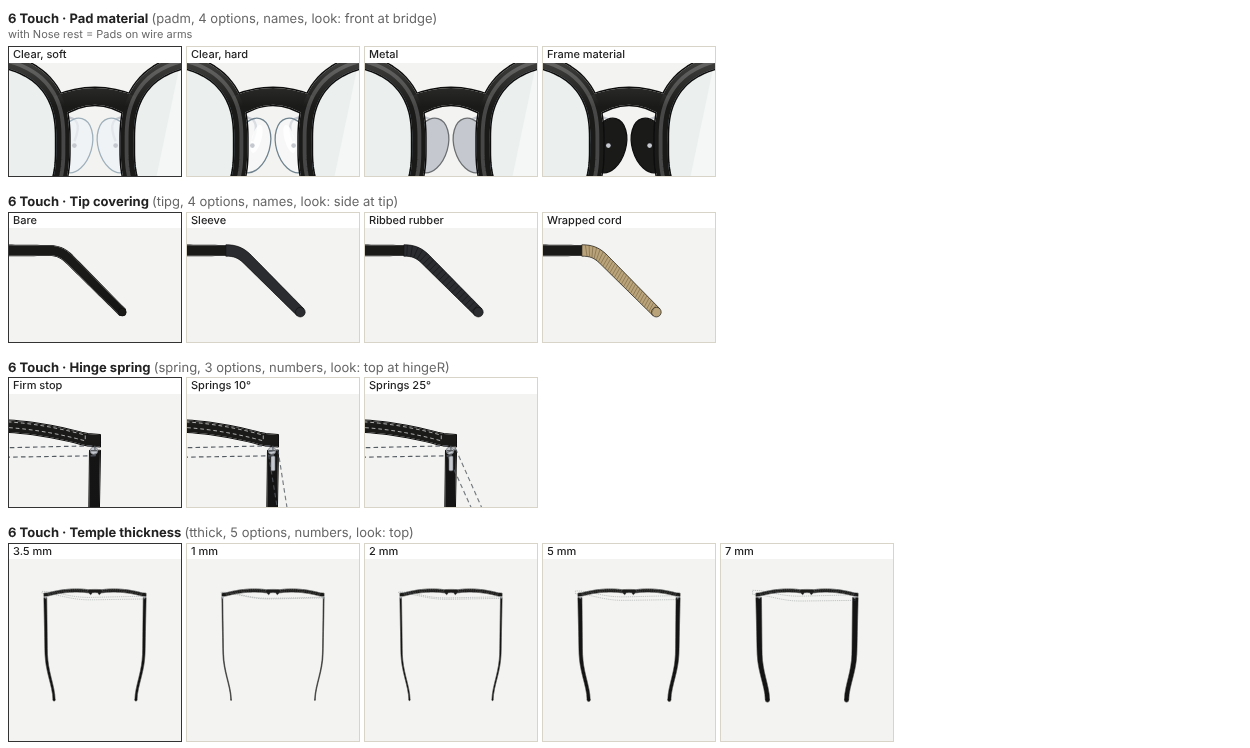 6 Touch · Pad material (padm, 4 options, names, look: front at bridge)
with Nose rest = Pads on wire arms
Clear, soft
Clear, hard
Metal
Frame material
6 Touch · Tip covering (tipg, 4 options, names, look: side at tip)
Bare
Sleeve
Ribbed rubber
Wrapped cord
6 Touch · Hinge spring (spring, 3 options, numbers, look: top at hingeR)
Firm stop
Springs 10°
Springs 25°
6 Touch · Temple thickness (tthick, 5 options, numbers, look: top)
3.5 mm
1 mm
2 mm
5 mm
7 mm